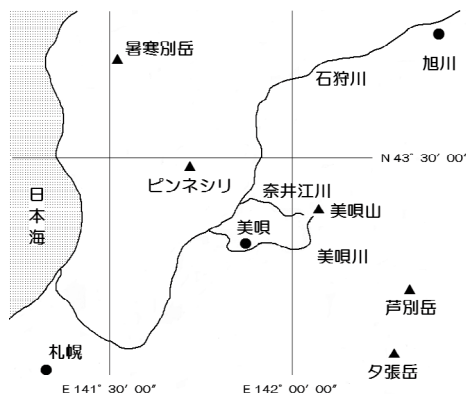 暑寒別岳
旭川
石狩川
N 43° 30′ 00″
ピンネシリ
奈井江川
日本海
美唄山
美唄
美唄川
芦別岳
札幌
夕張岳
E 141° 30′ 00″
E 142° 00′ 00″